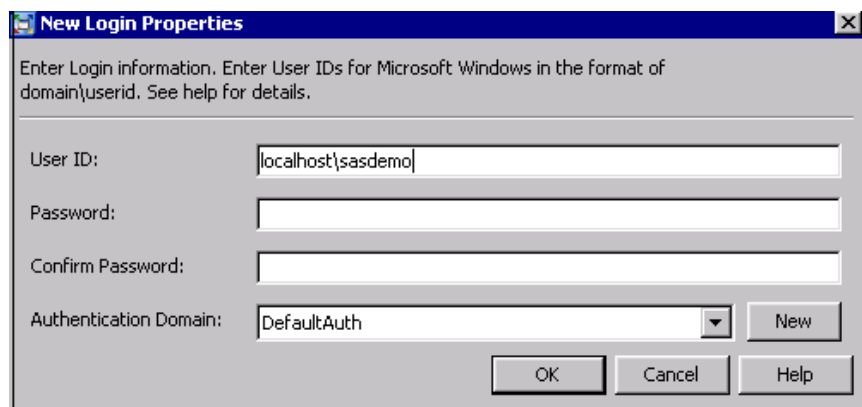 New Login Properties
Enter Login information. Enter User IDs for Microsoft Windows in the format of
domain\userid. See help for details.
User ID: localhost\sasdemo
Password:
Confirm Password:
Authentication Domain: DefaultAuth New
OK Cancel Help